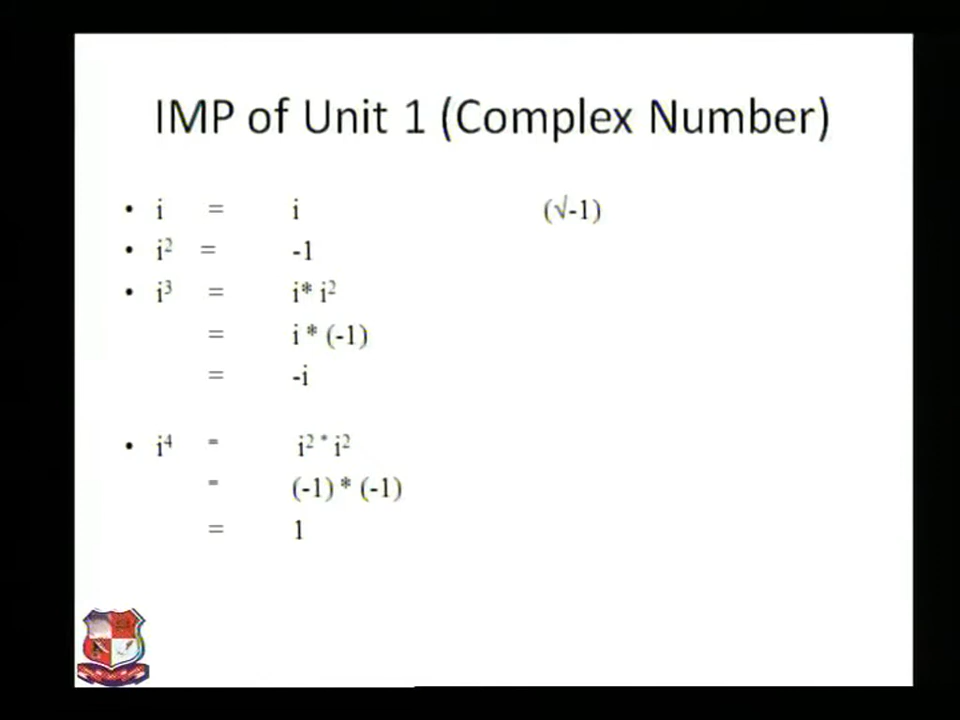 IMP of Unit 1 (Complex Number)
• i = i (√-1)
• i² = -1
• i³ = i* i²
= i * (-1)
= -i
• i⁴ = i² * i²
= (-1) * (-1)
= 1